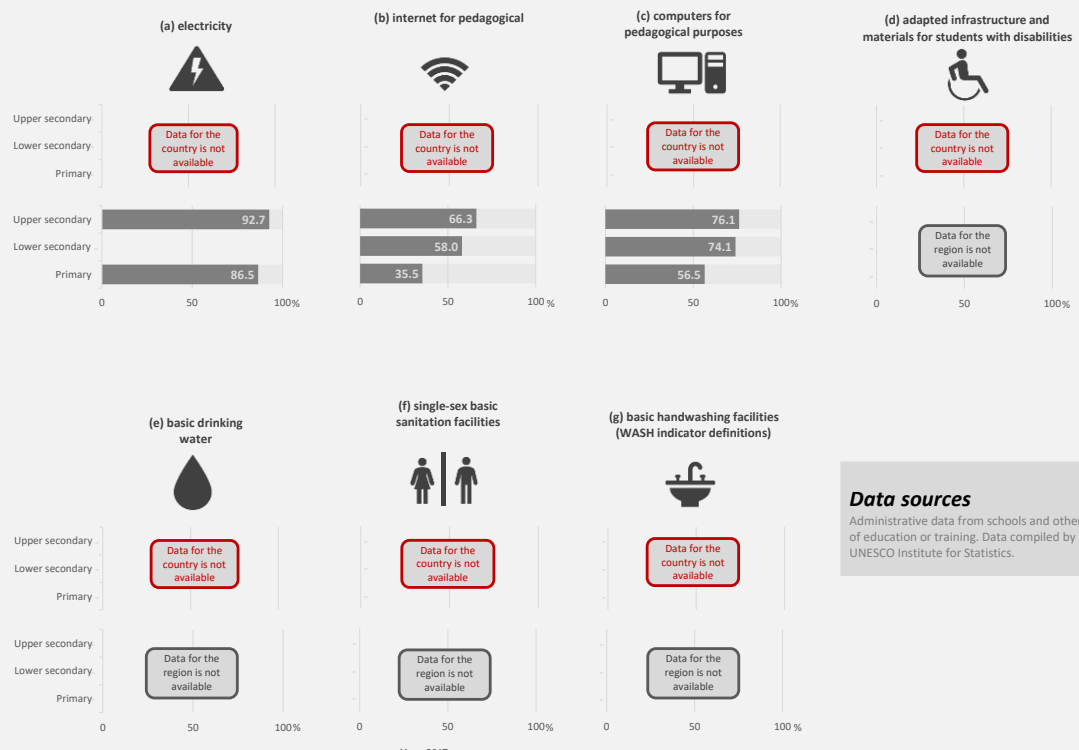 (a) electricity
(b) internet for pedagogical
(c) computers for
pedagogical purposes
(d) adapted infrastructure and
materials for students with disabilities
Upper secondary
Lower secondary
Primary
Data for the
country is not
available
Data for the
country is not
available
Data for the
country is not
available
Data for the
country is not
available
Upper secondary
Lower secondary
Primary
92.7
86.5
0 50 100%
66.3
58.0
35.5
0 50 100%
76.1
74.1
56.5
0 50 100%
Data for the
region is not
available
0 50 100%
(e) basic drinking
water
(f) single-sex basic
sanitation facilities
(g) basic handwashing facilities
(WASH indicator definitions)
Upper secondary
Lower secondary
Primary
Data for the
country is not
available
Data for the
country is not
available
Data for the
country is not
available
Upper secondary
Lower secondary
Primary
Data for the
region is not
available
0 50 100%
Data for the
region is not
available
0 50 100%
Data for the
region is not
available
0 50 100%
Data sources
Administrative data from schools and other
of education or training. Data compiled by
UNESCO Institute for Statistics.